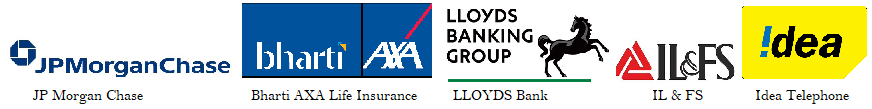 JPMorganChase
bharti AXA
LLOYDS
BANKING
GROUP
IL&FS
!dea
JP Morgan Chase
Bharti AXA Life Insurance
LLOYDS Bank
IL & FS
Idea Telephone